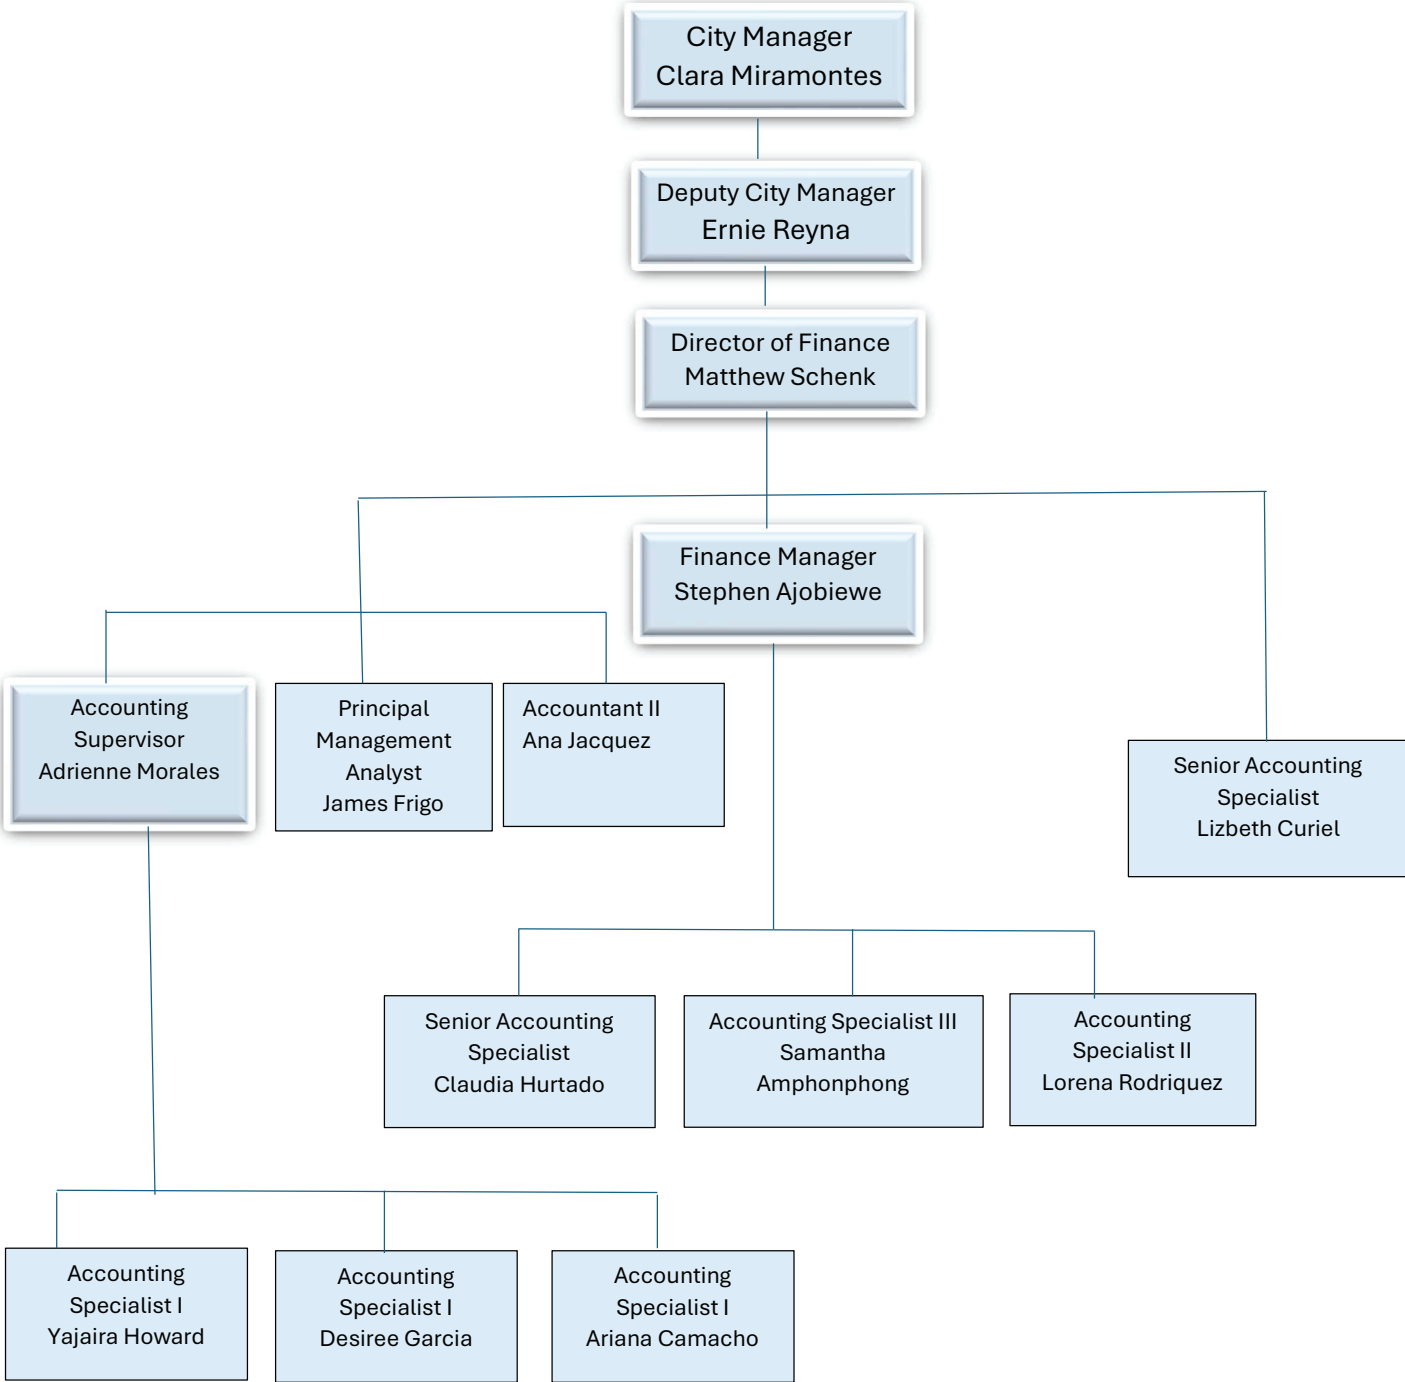 City Manager
Clara Miramontes
Deputy City Manager
Ernie Reyna
Director of Finance
Matthew Schenk
Finance Manager
Stephen Ajobiewe
Accounting
Supervisor
Adrienne Morales
Principal
Management
Analyst
James Frigo
Accountant II
Ana Jacquez
Senior Accounting
Specialist
Lizbeth Curiel
Senior Accounting
Specialist
Claudia Hurtado
Accounting Specialist III
Samantha
Amphonphong
Accounting
Specialist II
Lorena Rodriquez
Accounting
Specialist I
Yajaira Howard
Accounting
Specialist I
Desiree Garcia
Accounting
Specialist I
Ariana Camacho